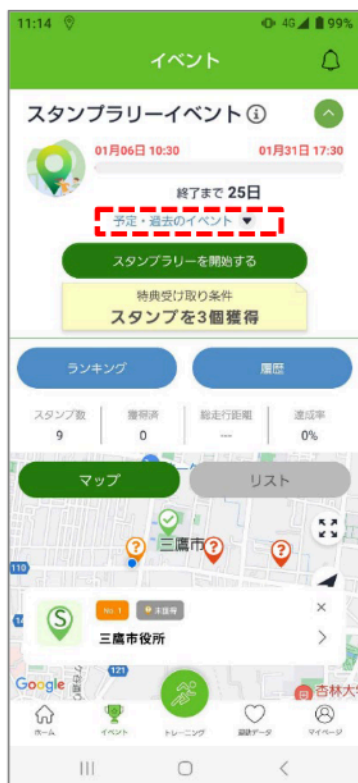 11:14 4G 99%
イベント
スタンプラリーイベント
01月06日 10:30 01月31日 17:30
終了まで 25日
予定・過去のイベント ▼
スタンプラリーを開始する
特典受け取り条件
スタンプを3個獲得
ランキング 履歴
スタンプ数 獲得済 総走行距離 達成率
9 0 --- 0%
マップ リスト
三鷹市
110
No. 1 未獲得
三鷹市役所
121
Google 杏林大学
ホーム イベント トレーニング 運動データ マイページ